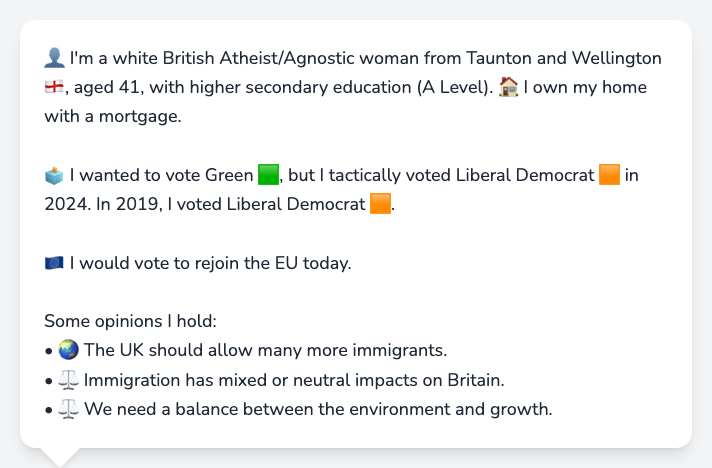 👤 I'm a white British Atheist/Agnostic woman from Taunton and Wellington
🏴󠁧󠁢󠁥󠁮󠁧󠁿, aged 41, with higher secondary education (A Level). 🏠 I own my home
with a mortgage.
🗳️ I wanted to vote Green 🟩, but I tactically voted Liberal Democrat 🟧 in
2024. In 2019, I voted Liberal Democrat 🟧.
🇪🇺 I would vote to rejoin the EU today.
Some opinions I hold:
• 🌏 The UK should allow many more immigrants.
• ⚖️ Immigration has mixed or neutral impacts on Britain.
• ⚖️ We need a balance between the environment and growth.